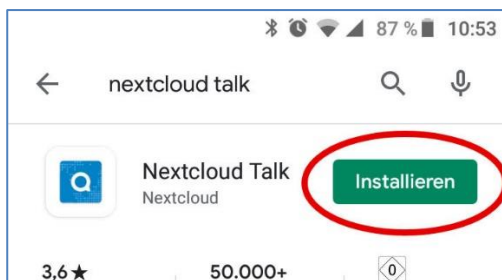 87 % 10:53
nextcloud talk
Nextcloud Talk
Nextcloud
Installieren
3,6★ 50.000+ 0